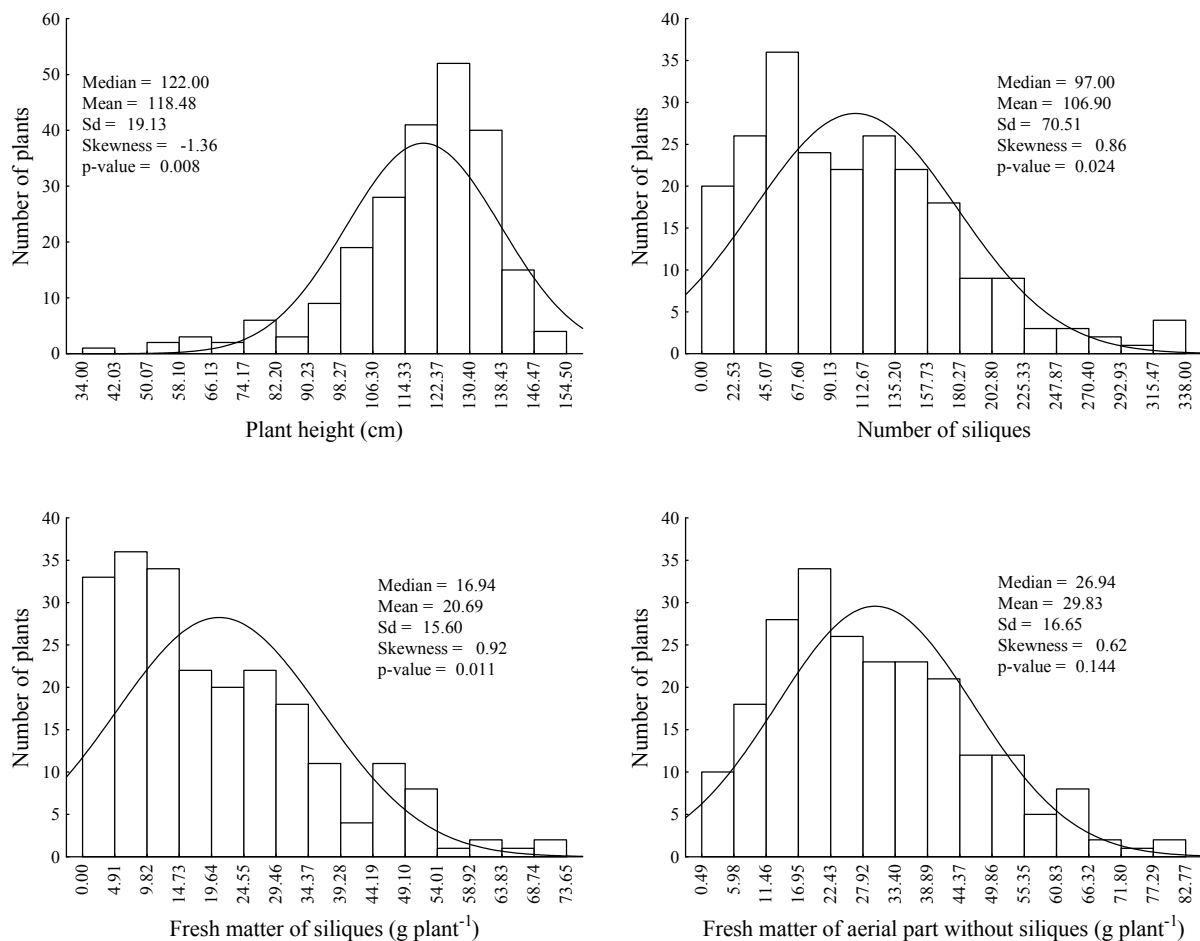 60
50
40
30
20
10
0
Number of plants
Median = 122.00
Mean = 118.48
Sd = 19.13
Skewness = -1.36
p-value = 0.008
34.00 42.03 50.07 58.10 66.13 74.17 82.20 90.23 98.27 106.30 114.33 122.37 130.40 138.43 146.47 154.50
Plant height (cm)
40
35
30
25
20
15
10
5
0
Number of plants
Median = 97.00
Mean = 106.90
Sd = 70.51
Skewness = 0.86
p-value = 0.024
0.00 22.53 45.07 67.60 90.13 112.67 135.20 157.73 180.27 202.80 225.33 247.87 270.40 292.93 315.47 338.00
Number of siliques
40
35
30
25
20
15
10
5
0
Number of plants
Median = 16.94
Mean = 20.69
Sd = 15.60
Skewness = 0.92
p-value = 0.011
0.00 4.91 9.82 14.73 19.64 24.55 29.46 34.37 39.28 44.19 49.10 54.01 58.92 63.83 68.74 73.65
Fresh matter of siliques (g plant⁻¹)
40
35
30
25
20
15
10
5
0
Number of plants
Median = 26.94
Mean = 29.83
Sd = 16.65
Skewness = 0.62
p-value = 0.144
0.49 5.98 11.46 16.95 22.43 27.92 33.40 38.89 44.37 49.86 55.35 60.83 66.32 71.80 77.29 82.77
Fresh matter of aerial part without siliques (g plant⁻¹)